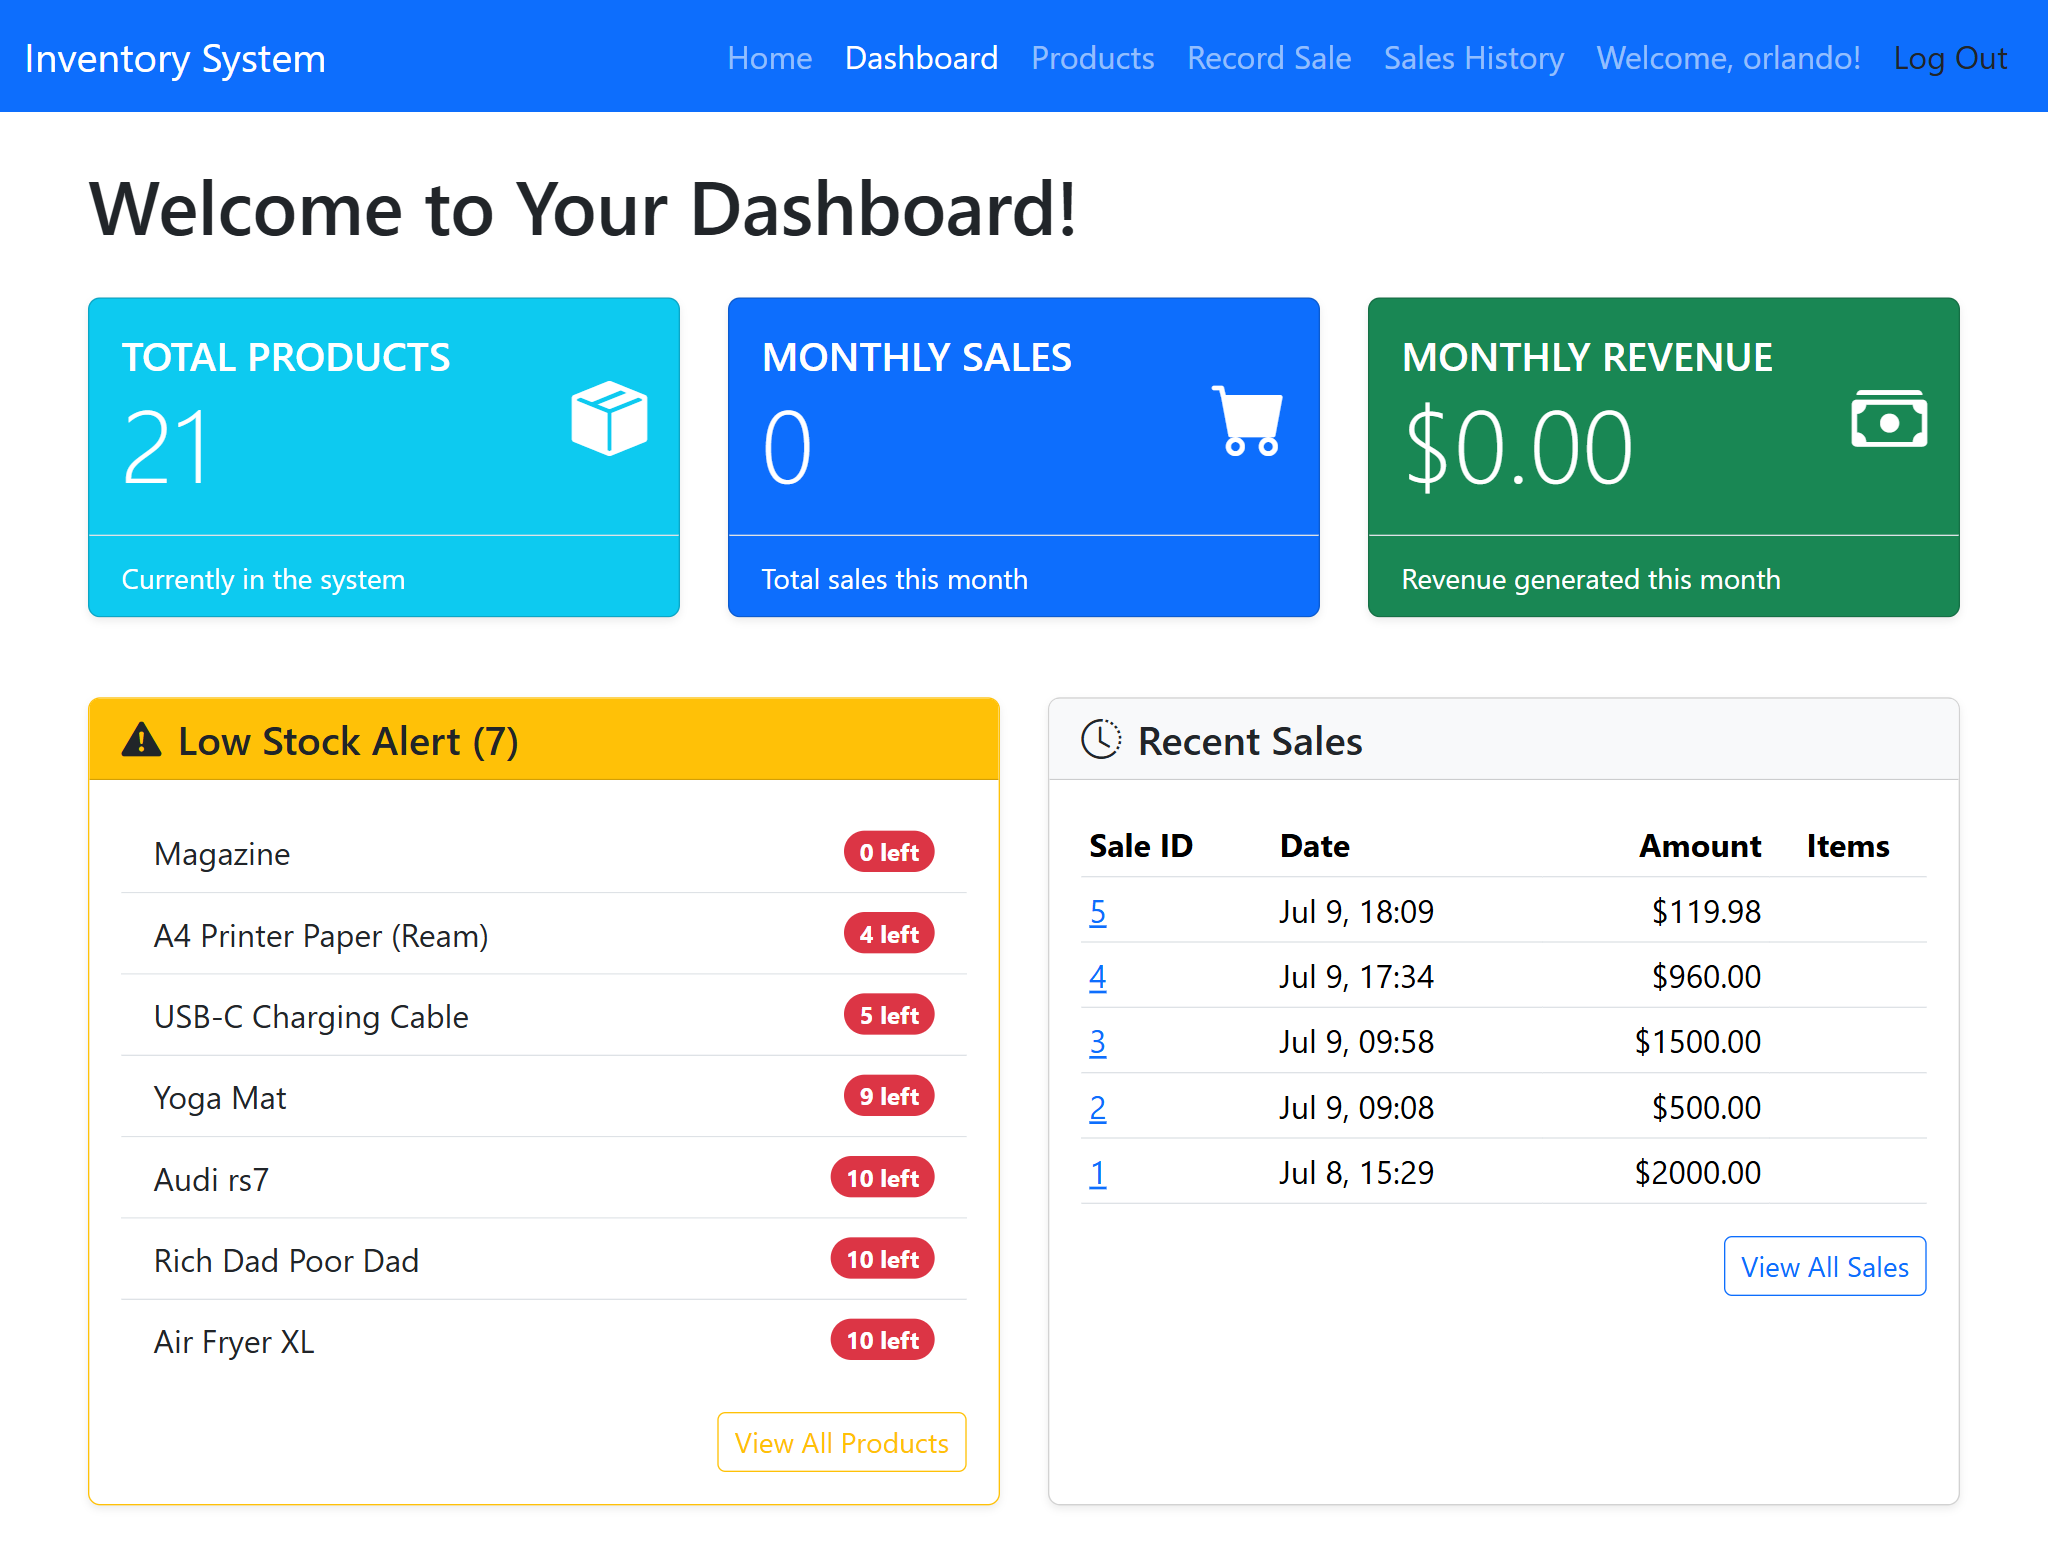 Inventory System
Home Dashboard Products Record Sale Sales History Welcome, orlando! Log Out
Welcome to Your Dashboard!
TOTAL PRODUCTS
21
Currently in the system
MONTHLY SALES
0
Total sales this month
MONTHLY REVENUE
$0.00
Revenue generated this month
Low Stock Alert (7)
Magazine 0 left
A4 Printer Paper (Ream) 4 left
USB-C Charging Cable 5 left
Yoga Mat 9 left
Audi rs7 10 left
Rich Dad Poor Dad 10 left
Air Fryer XL 10 left
View All Products
Recent Sales
Sale ID Date Amount Items
5 Jul 9, 18:09 $119.98
4 Jul 9, 17:34 $960.00
3 Jul 9, 09:58 $1500.00
2 Jul 9, 09:08 $500.00
1 Jul 8, 15:29 $2000.00
View All Sales